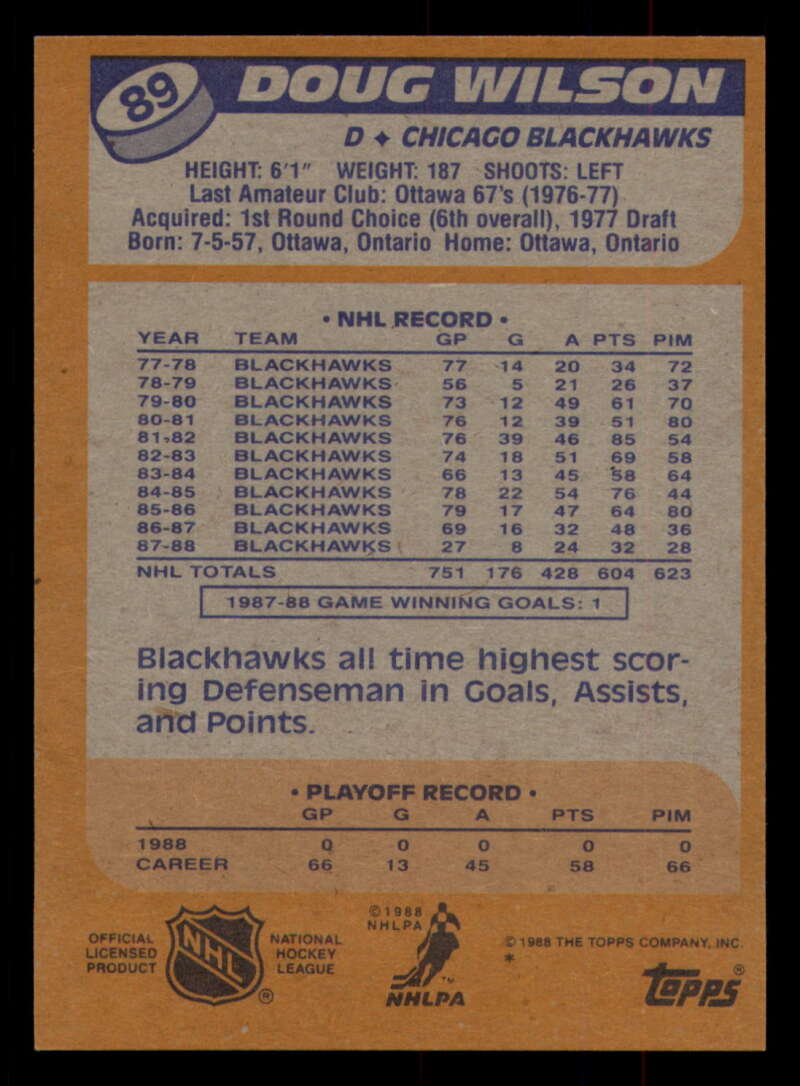 89
DOUG WILSON
D ✦ CHICAGO BLACKHAWKS
HEIGHT: 6'1" WEIGHT: 187 SHOOTS: LEFT
Last Amateur Club: Ottawa 67's (1976-77)
Acquired: 1st Round Choice (6th overall), 1977 Draft
Born: 7-5-57, Ottawa, Ontario Home: Ottawa, Ontario
• NHL RECORD •
YEAR TEAM GP G A PTS PIM
77-78 BLACKHAWKS 77 14 20 34 72
78-79 BLACKHAWKS 56 5 21 26 37
79-80 BLACKHAWKS 73 12 49 61 70
80-81 BLACKHAWKS 76 12 39 51 80
81-82 BLACKHAWKS 76 39 46 85 54
82-83 BLACKHAWKS 74 18 51 69 58
83-84 BLACKHAWKS 66 13 45 58 64
84-85 BLACKHAWKS 78 22 54 76 44
85-86 BLACKHAWKS 79 17 47 64 80
86-87 BLACKHAWKS 69 16 32 48 36
87-88 BLACKHAWKS 27 8 24 32 28
NHL TOTALS 751 176 428 604 623
1987-88 GAME WINNING GOALS: 1
Blackhawks all time highest scor-
ing Defenseman in Goals, Assists,
and Points.
• PLAYOFF RECORD •
GP G A PTS PIM
1988 0 0 0 0 0
CAREER 66 13 45 58 66
OFFICIAL
LICENSED
PRODUCT
NHL
®
NATIONAL
HOCKEY
LEAGUE
©1988
NHLPA
™
NHLPA
© 1988 THE TOPPS COMPANY, INC.
*
topps®